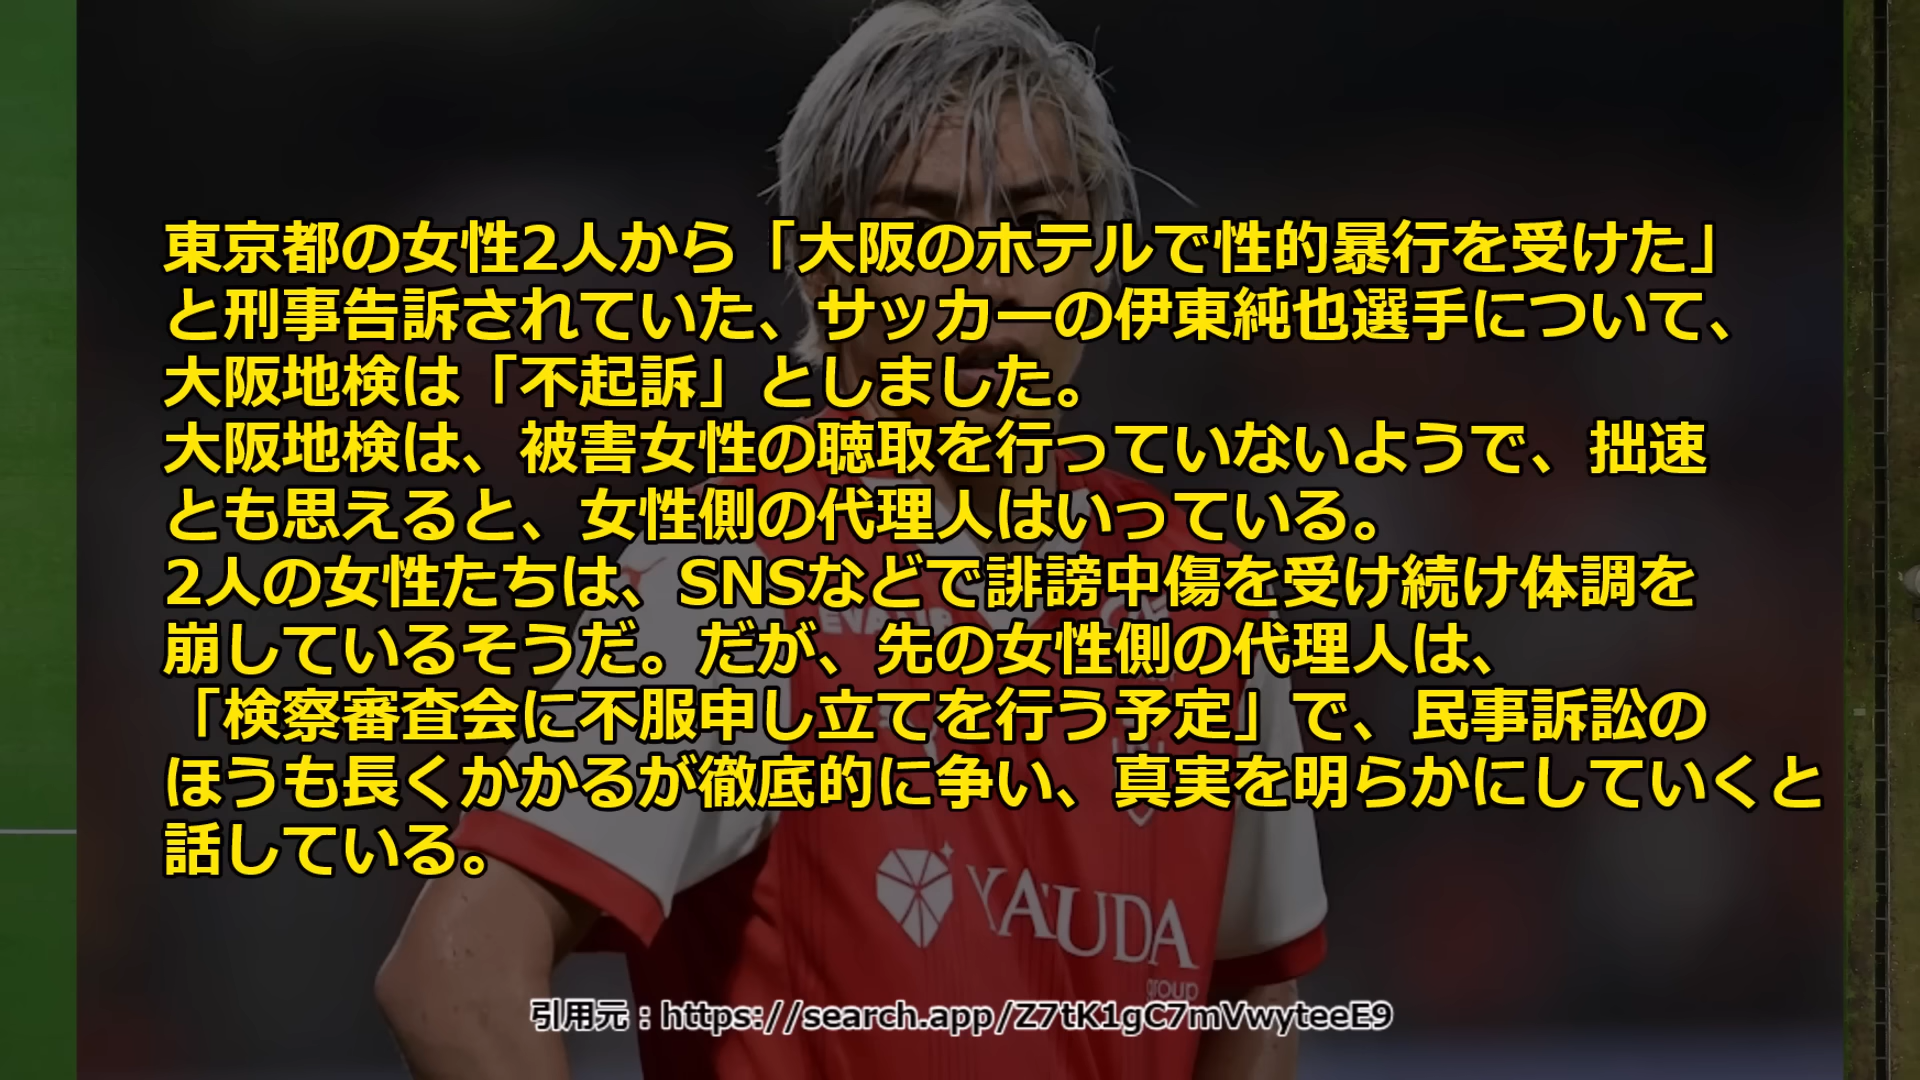 東京都の女性2人から「大阪のホテルで性的暴行を受けた」
と刑事告訴されていた、サッカーの伊東純也選手について、
大阪地検は「不起訴」としました。
大阪地検は、被害女性の聴取を行っていないようで、拙速
とも思えると、女性側の代理人はいっている。
2人の女性たちは、SNSなどで誹謗中傷を受け続け体調を
崩しているそうだ。だが、先の女性側の代理人は、
「検察審査会に不服申し立てを行う予定」で、民事訴訟の
ほうも長くかかるが徹底的に争い、真実を明らかにしていくと
話している。
YAUDA
group
引用元：https://search.app/Z7tK1gC7mVwyteeE9